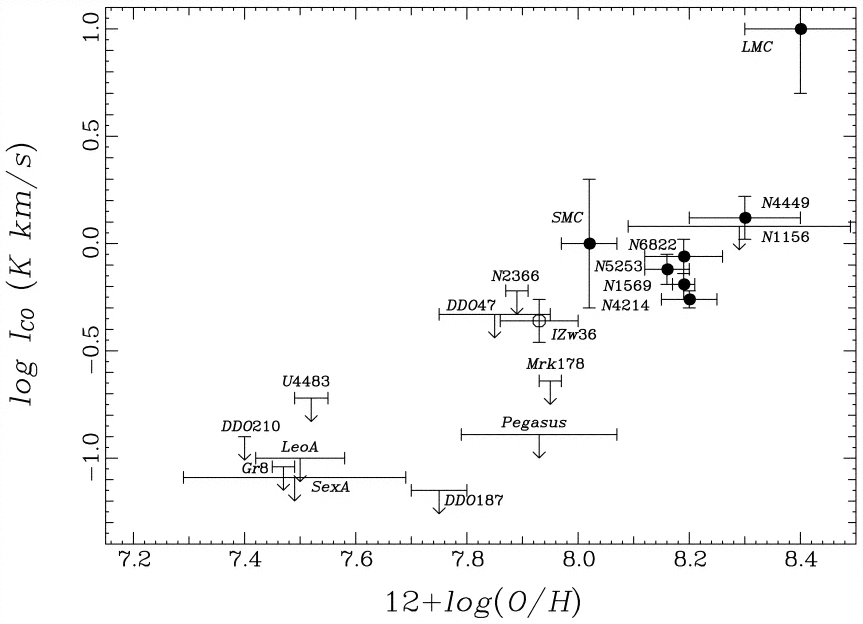 log I_CO (K km/s)
1.0
0.5
0.0
−0.5
−1.0
LMC
N4449
SMC
N1156
N6822
N5253
N2366
N1569
DDO47
N4214
IZw36
Mrk178
U4483
Pegasus
DDO210
LeoA
Gr8
SexA
DDO187
7.2 7.4 7.6 7.8 8.0 8.2 8.4
12+log(O/H)